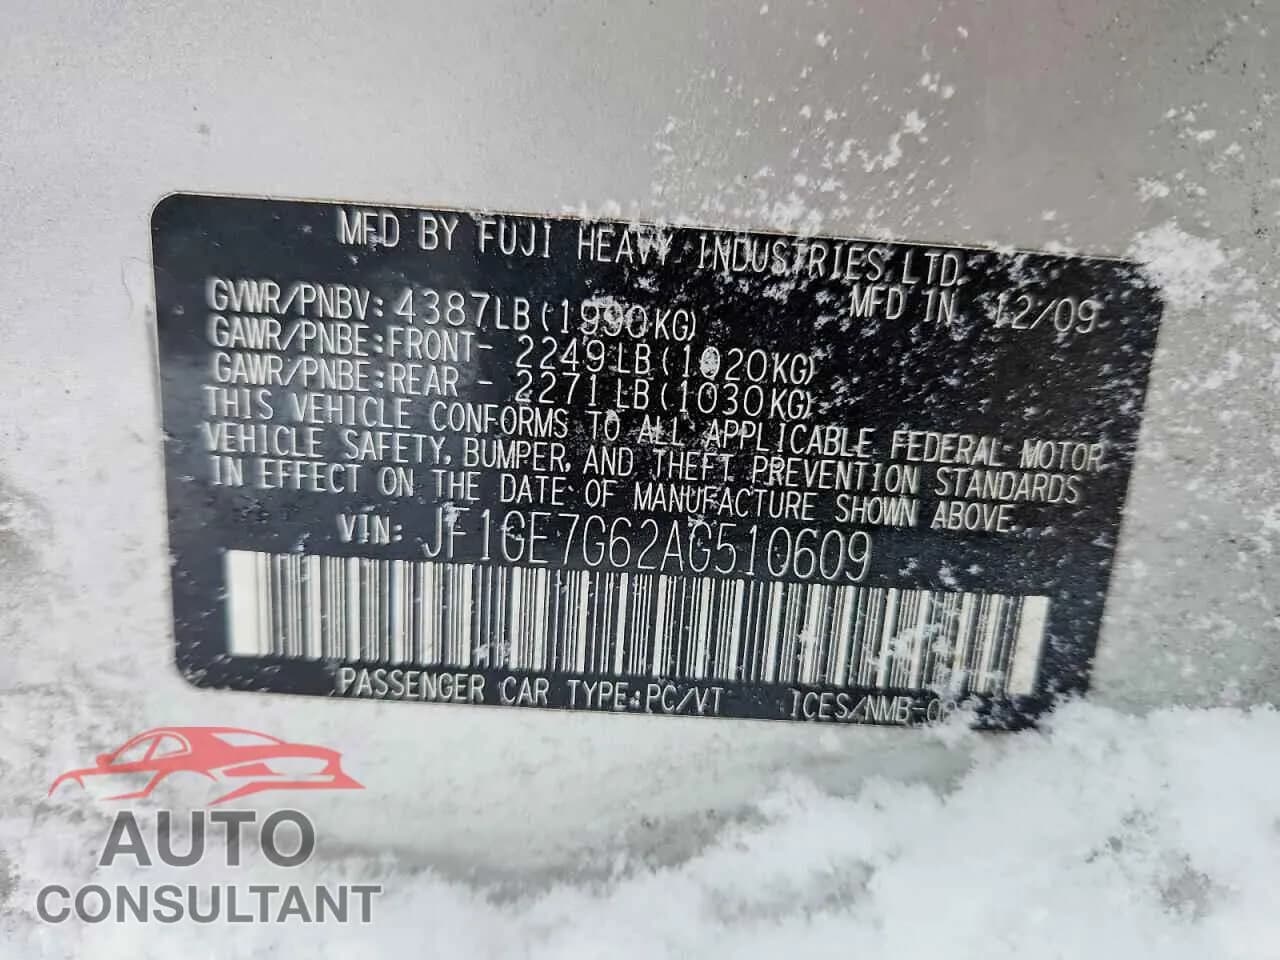 MFD BY FUJI HEAVY INDUSTRIES LTD.
MFD IN 12/09
GVWR/PNBV: 4387LB(1990KG)
GAWR/PNBE:FRONT- 2249LB(1020KG)
GAWR/PNBE:REAR - 2271LB(1030KG)
THIS VEHICLE CONFORMS TO ALL APPLICABLE FEDERAL MOTOR
VEHICLE SAFETY, BUMPER, AND THEFT PREVENTION STANDARDS
IN EFFECT ON THE DATE OF MANUFACTURE SHOWN ABOVE.
VIN: JF1GE7G62AG510609
PASSENGER CAR TYPE:PC/VT
AUTO
CONSULTANT